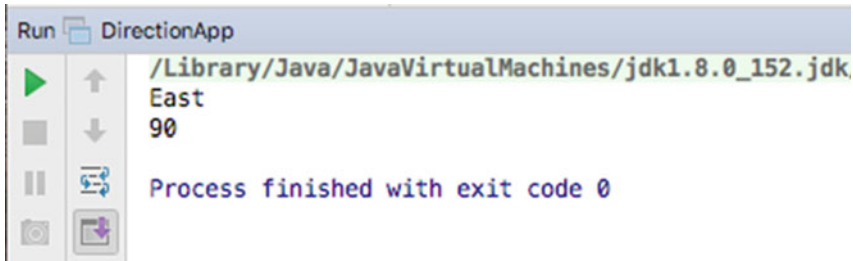 Run DirectionApp
/Library/Java/JavaVirtualMachines/jdk1.8.0_152.jdk/
East
90
Process finished with exit code 0